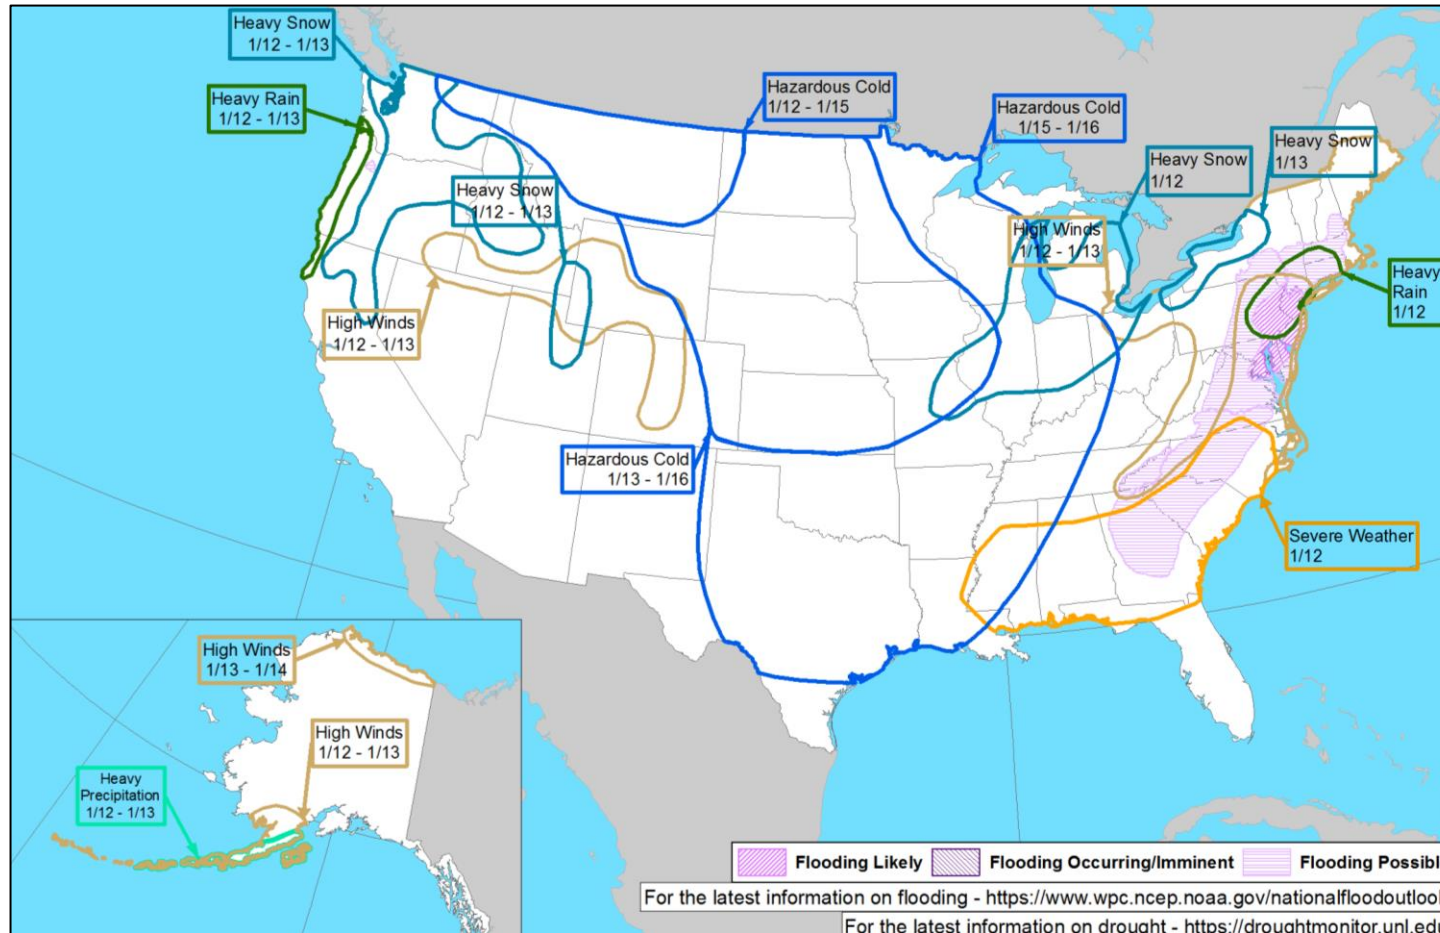 Heavy Snow
1/12 - 1/13
Heavy Rain
1/12 - 1/13
Hazardous Cold
1/12 - 1/15
Hazardous Cold
1/15 - 1/16
Heavy Snow
1/13
Heavy Snow
1/12
Heavy Snow
1/12 - 1/13
High Winds
1/12 - 1/13
Heavy
Rain
1/12
High Winds
1/12 - 1/13
Hazardous Cold
1/13 - 1/16
Severe Weather
1/12
High Winds
1/13 - 1/14
High Winds
1/12 - 1/13
Heavy
Precipitation
1/12 - 1/13
Flooding Likely Flooding Occurring/Imminent Flooding Possibl
For the latest information on flooding - https://www.wpc.ncep.noaa.gov/nationalfloodoutlool
For the latest information on drought - https://droughtmonitor.unl.edu